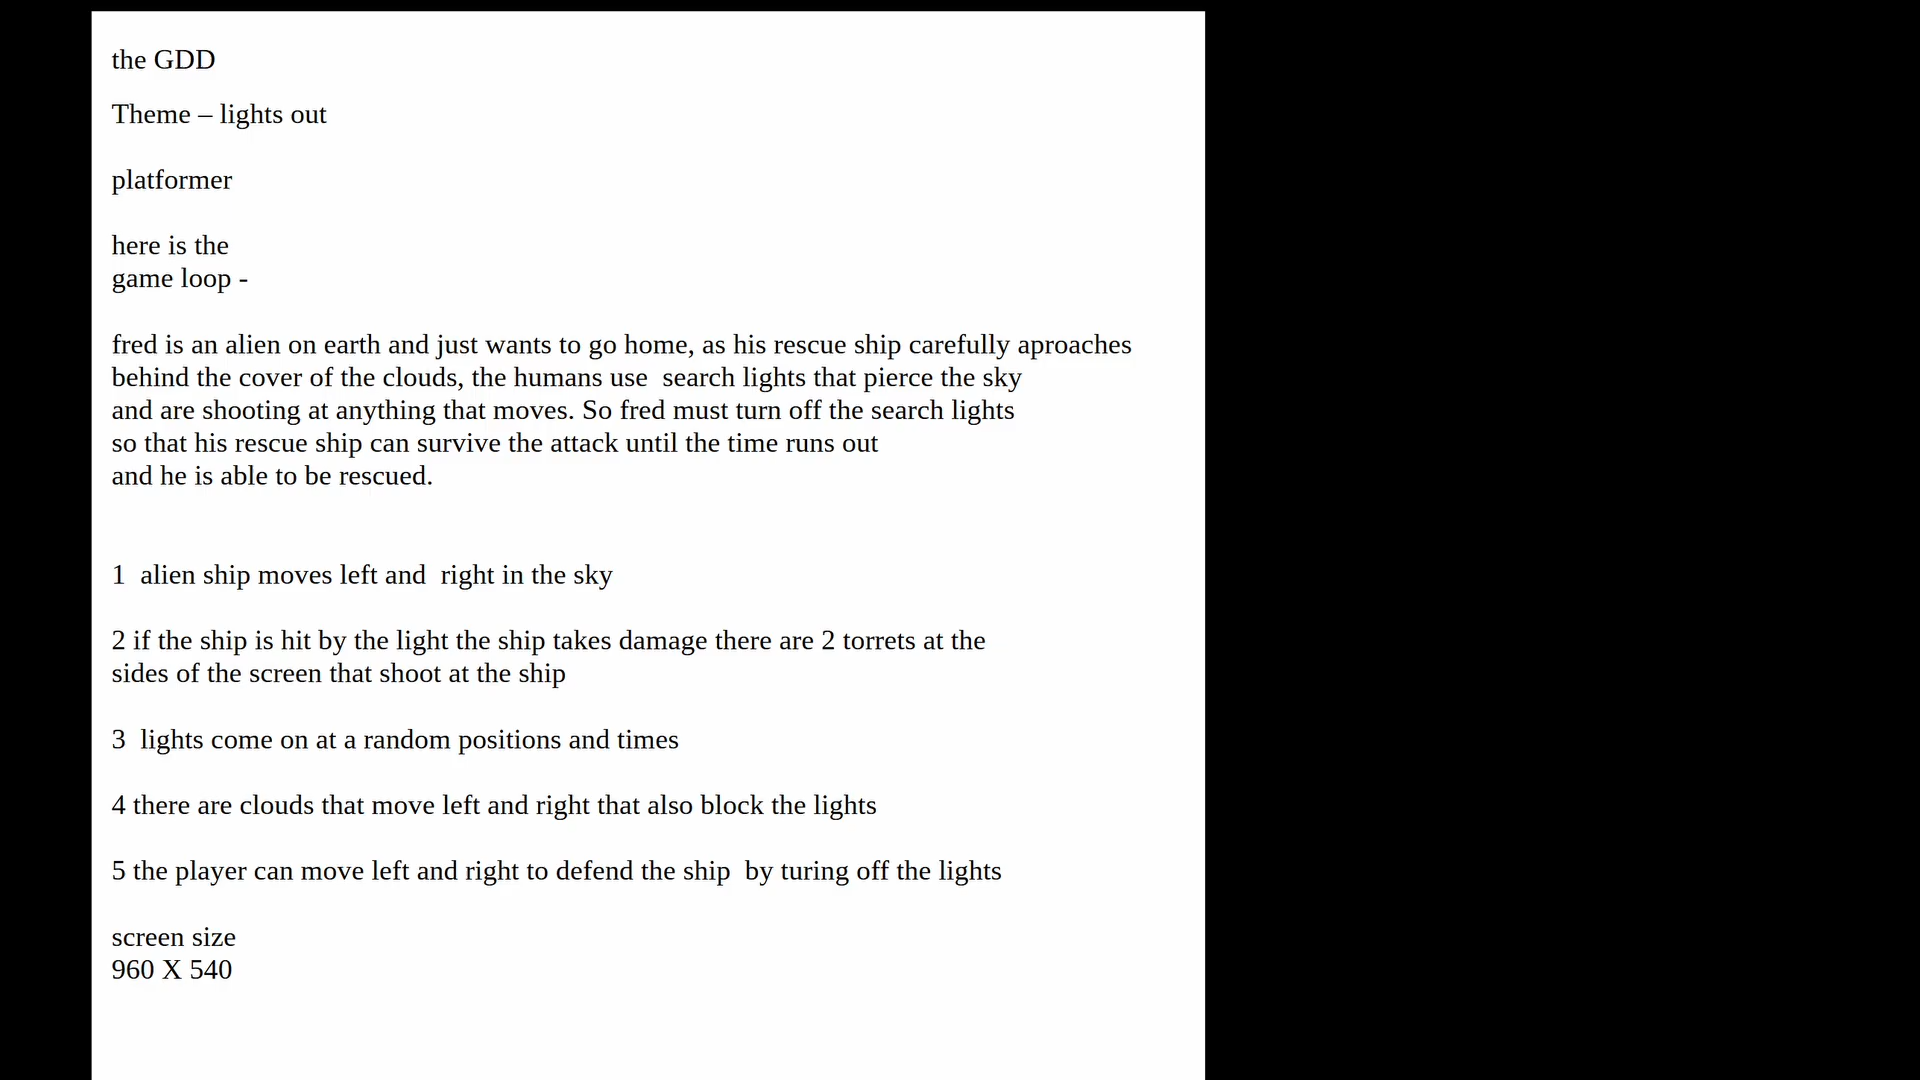 the GDD
Theme – lights out
platformer
here is the
game loop -
fred is an alien on earth and just wants to go home, as his rescue ship carefully aproaches
behind the cover of the clouds, the humans use  search lights that pierce the sky
and are shooting at anything that moves. So fred must turn off the search lights
so that his rescue ship can survive the attack until the time runs out
and he is able to be rescued.
1  alien ship moves left and  right in the sky
2 if the ship is hit by the light the ship takes damage there are 2 torrets at the
sides of the screen that shoot at the ship
3  lights come on at a random positions and times
4 there are clouds that move left and right that also block the lights
5 the player can move left and right to defend the ship  by turing off the lights
screen size
960 X 540